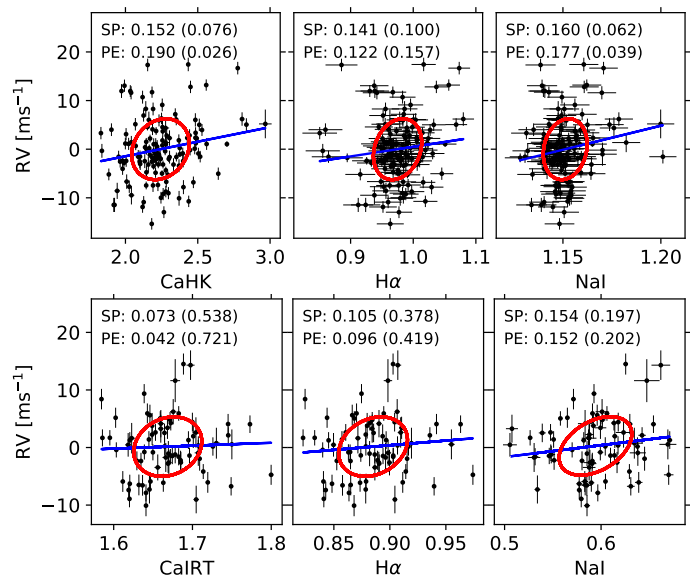 SP: 0.152 (0.076)
PE: 0.190 (0.026)
SP: 0.141 (0.100)
PE: 0.122 (0.157)
SP: 0.160 (0.062)
PE: 0.177 (0.039)
20
10
0
−10
RV [ms⁻¹]
2.0 2.5 3.0
0.9 1.0 1.1
1.15 1.20
CaHK
Hα
NaI
SP: 0.073 (0.538)
PE: 0.042 (0.721)
SP: 0.105 (0.378)
PE: 0.096 (0.419)
SP: 0.154 (0.197)
PE: 0.152 (0.202)
20
10
0
−10
RV [ms⁻¹]
1.6 1.7 1.8
0.85 0.90 0.95
0.5 0.6
CaIRT
Hα
NaI